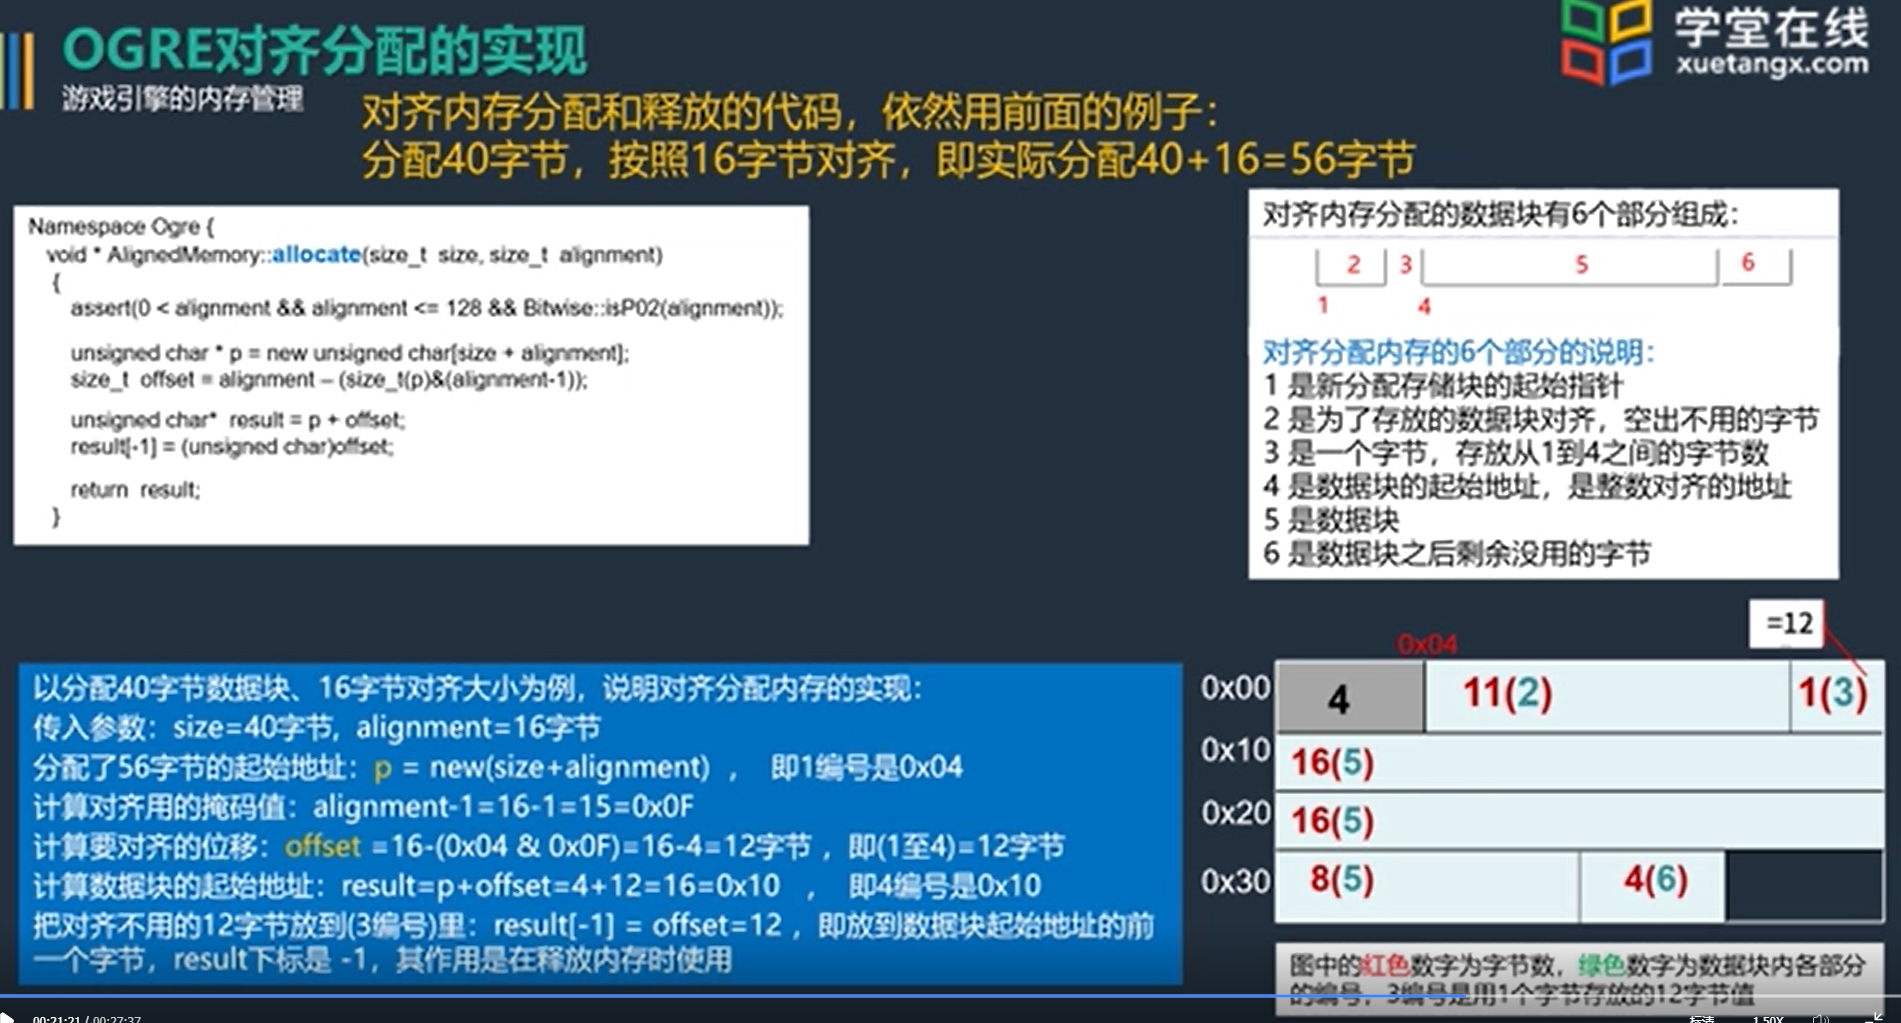 OGRE对齐分配的实现
游戏引擎的内存管理
学堂在线
xuetangx.com
对齐内存分配和释放的代码，依然用前面的例子：
分配40字节，按照16字节对齐，即实际分配40+16=56字节
Namespace Ogre {
void * AlignedMemory::allocate(size_t size, size_t alignment)
{
assert(0 < alignment && alignment <= 128 && Bitwise::isP02(alignment));
unsigned char * p = new unsigned char[size + alignment];
size_t offset = alignment – (size_t(p)&(alignment-1));
unsigned char* result = p + offset;
result[-1] = (unsigned char)offset;
return result;
}
对齐内存分配的数据块有6个部分组成：
2 3 5 6
1 4
对齐分配内存的6个部分的说明：
1 是新分配存储块的起始指针
2 是为了存放的数据块对齐，空出不用的字节
3 是一个字节，存放从1到4之间的字节数
4 是数据块的起始地址，是整数对齐的地址
5 是数据块
6 是数据块之后剩余没用的字节
以分配40字节数据块、16字节对齐大小为例，说明对齐分配内存的实现：
传入参数：size=40字节, alignment=16字节
分配了56字节的起始地址：p = new(size+alignment) ， 即1编号是0x04
计算对齐用的掩码值：alignment-1=16-1=15=0x0F
计算要对齐的位移：offset =16-(0x04 & 0x0F)=16-4=12字节 ，即(1至4)=12字节
计算数据块的起始地址：result=p+offset=4+12=16=0x10 ， 即4编号是0x10
把对齐不用的12字节放到(3编号)里：result[-1] = offset=12 ，即放到数据块起始地址的前
一个字节，result下标是 -1，其作用是在释放内存时使用
=12
0x04
0x00 4 11(2) 1(3)
0x10 16(5)
0x20 16(5)
0x30 8(5) 4(6)
图中的红色数字为字节数，绿色数字为数据块内各部分
的编号，3编号是用1个字节存放的12字节值
00:21:21 / 00:27:37
标清 1.50X